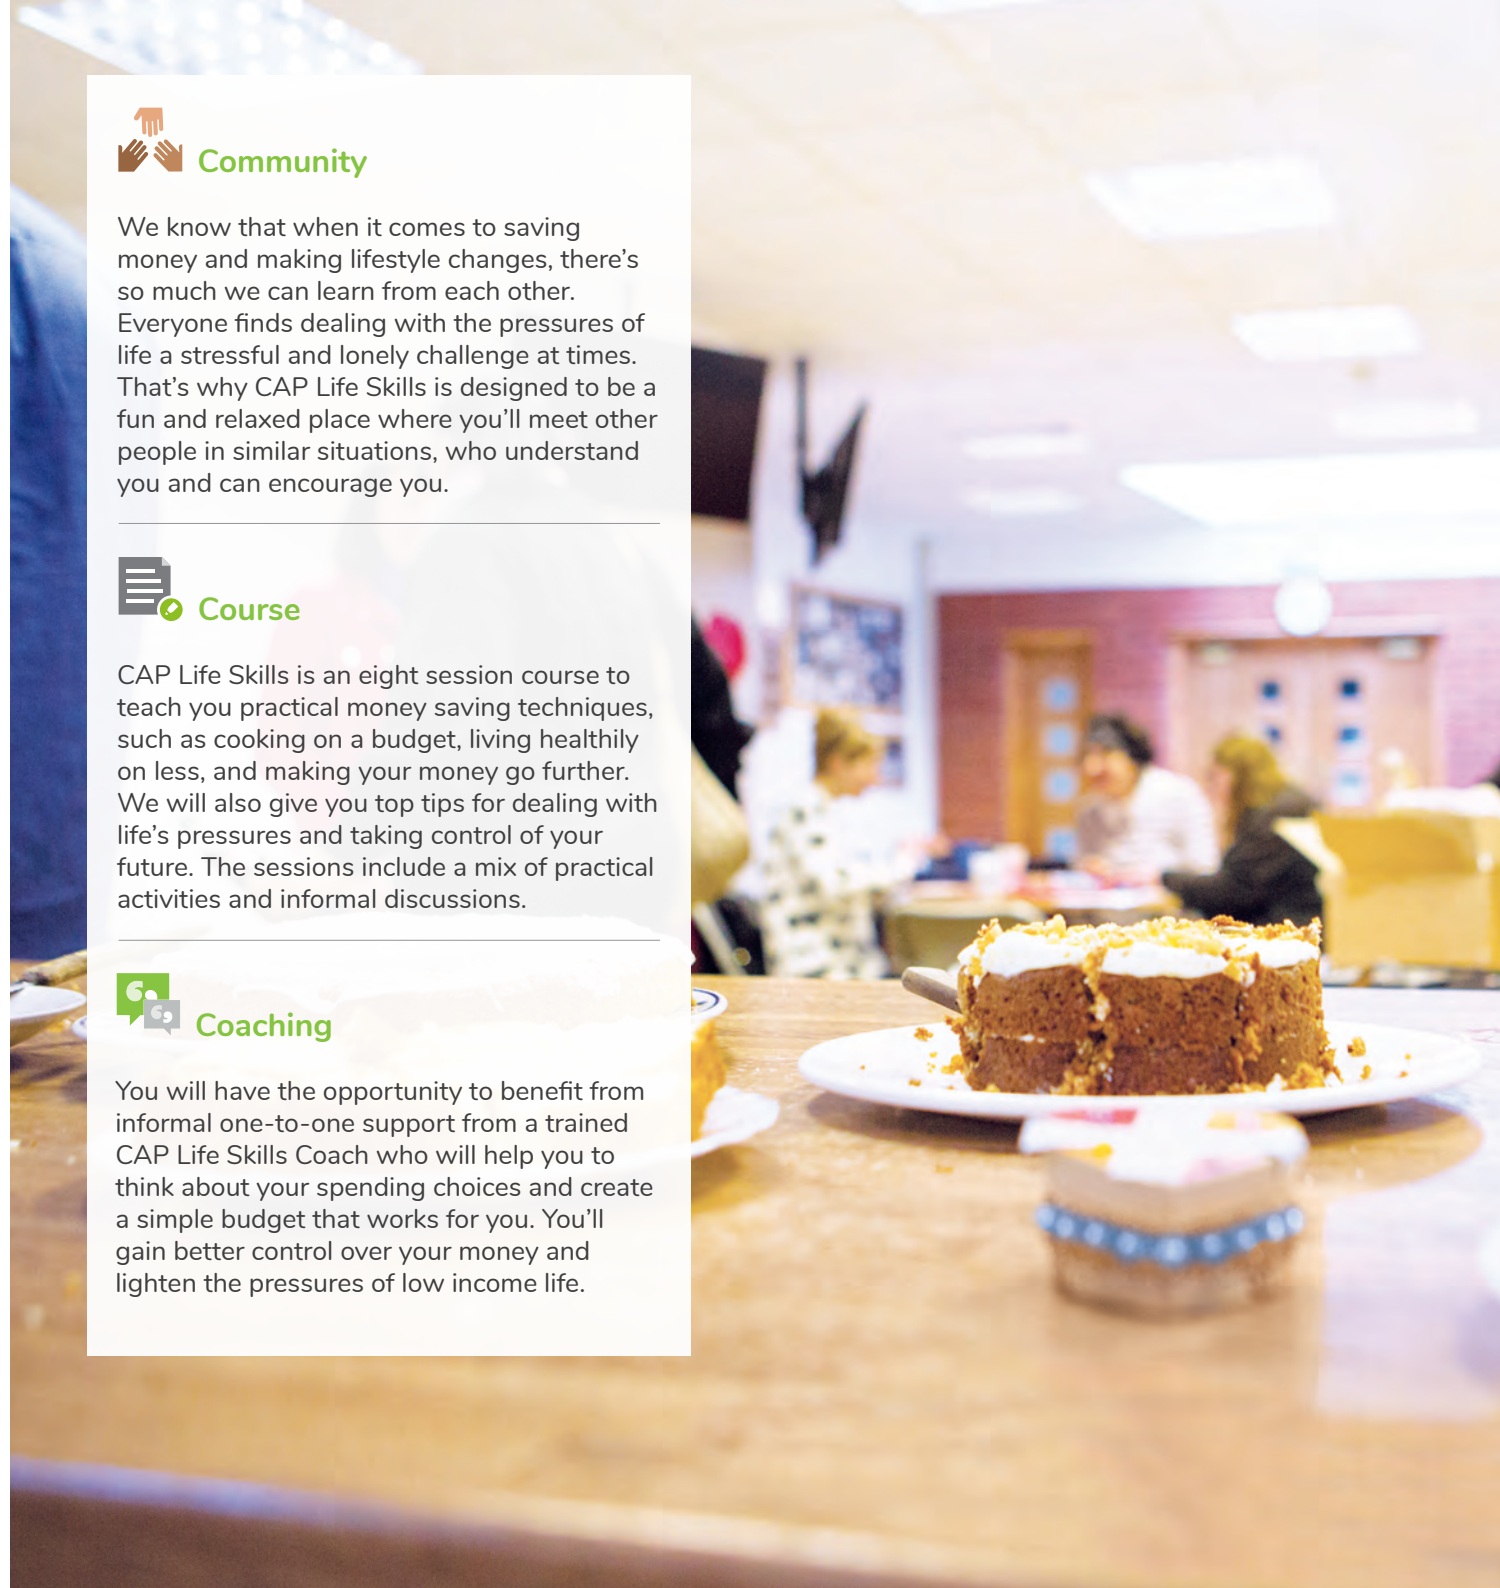 Community
We know that when it comes to saving
money and making lifestyle changes, there’s
so much we can learn from each other.
Everyone finds dealing with the pressures of
life a stressful and lonely challenge at times.
That’s why CAP Life Skills is designed to be a
fun and relaxed place where you’ll meet other
people in similar situations, who understand
you and can encourage you.
Course
CAP Life Skills is an eight session course to
teach you practical money saving techniques,
such as cooking on a budget, living healthily
on less, and making your money go further.
We will also give you top tips for dealing with
life’s pressures and taking control of your
future. The sessions include a mix of practical
activities and informal discussions.
Coaching
You will have the opportunity to benefit from
informal one-to-one support from a trained
CAP Life Skills Coach who will help you to
think about your spending choices and create
a simple budget that works for you. You’ll
gain better control over your money and
lighten the pressures of low income life.